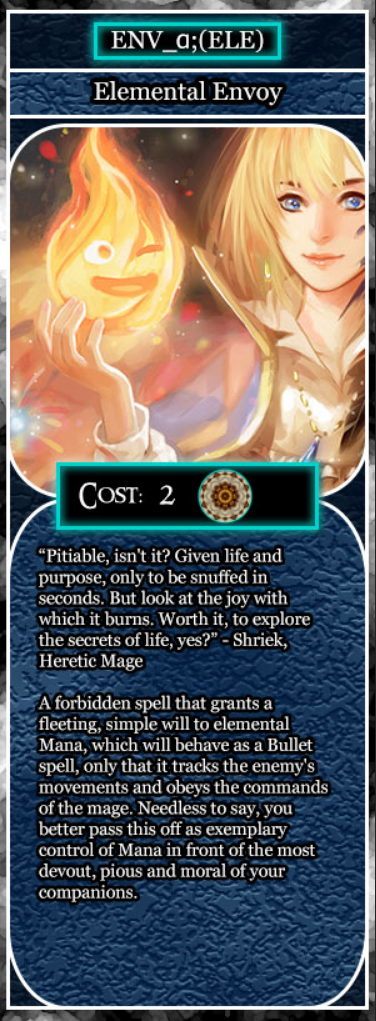 ENV_α;(ELE)
Elemental Envoy
Cost: 2
“Pitiable, isn't it? Given life and
purpose, only to be snuffed in
seconds. But look at the joy with
which it burns. Worth it, to explore
the secrets of life, yes?” - Shriek,
Heretic Mage
A forbidden spell that grants a
fleeting, simple will to elemental
Mana, which will behave as a Bullet
spell, only that it tracks the enemy's
movements and obeys the commands
of the mage. Needless to say, you
better pass this off as exemplary
control of Mana in front of the most
devout, pious and moral of your
companions.